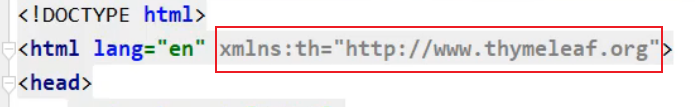 <!DOCTYPE html>
<html lang="en" xmlns:th="http://www.thymeleaf.org">
<head>